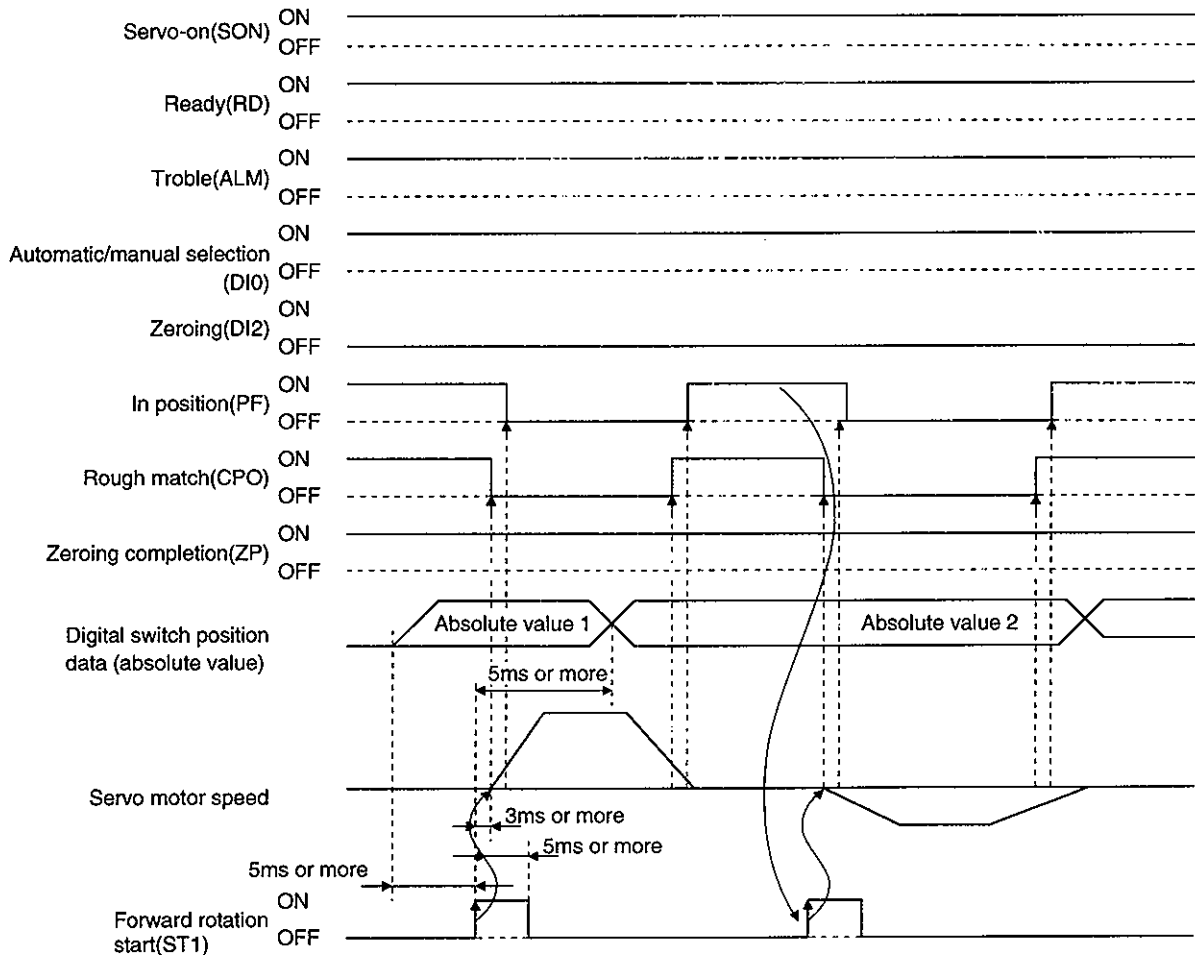 ON
Servo-on(SON)
OFF
ON
Ready(RD)
OFF
ON
Troble(ALM)
OFF
ON
Automatic/manual selection
(DI0)
OFF
ON
Zeroing(DI2)
OFF
ON
In position(PF)
OFF
ON
Rough match(CPO)
OFF
ON
Zeroing completion(ZP)
OFF
Digital switch position
data (absolute value)
Absolute value 1
Absolute value 2
5ms or more
Servo motor speed
3ms or more
5ms or more
5ms or more
ON
Forward rotation
start(ST1)
OFF